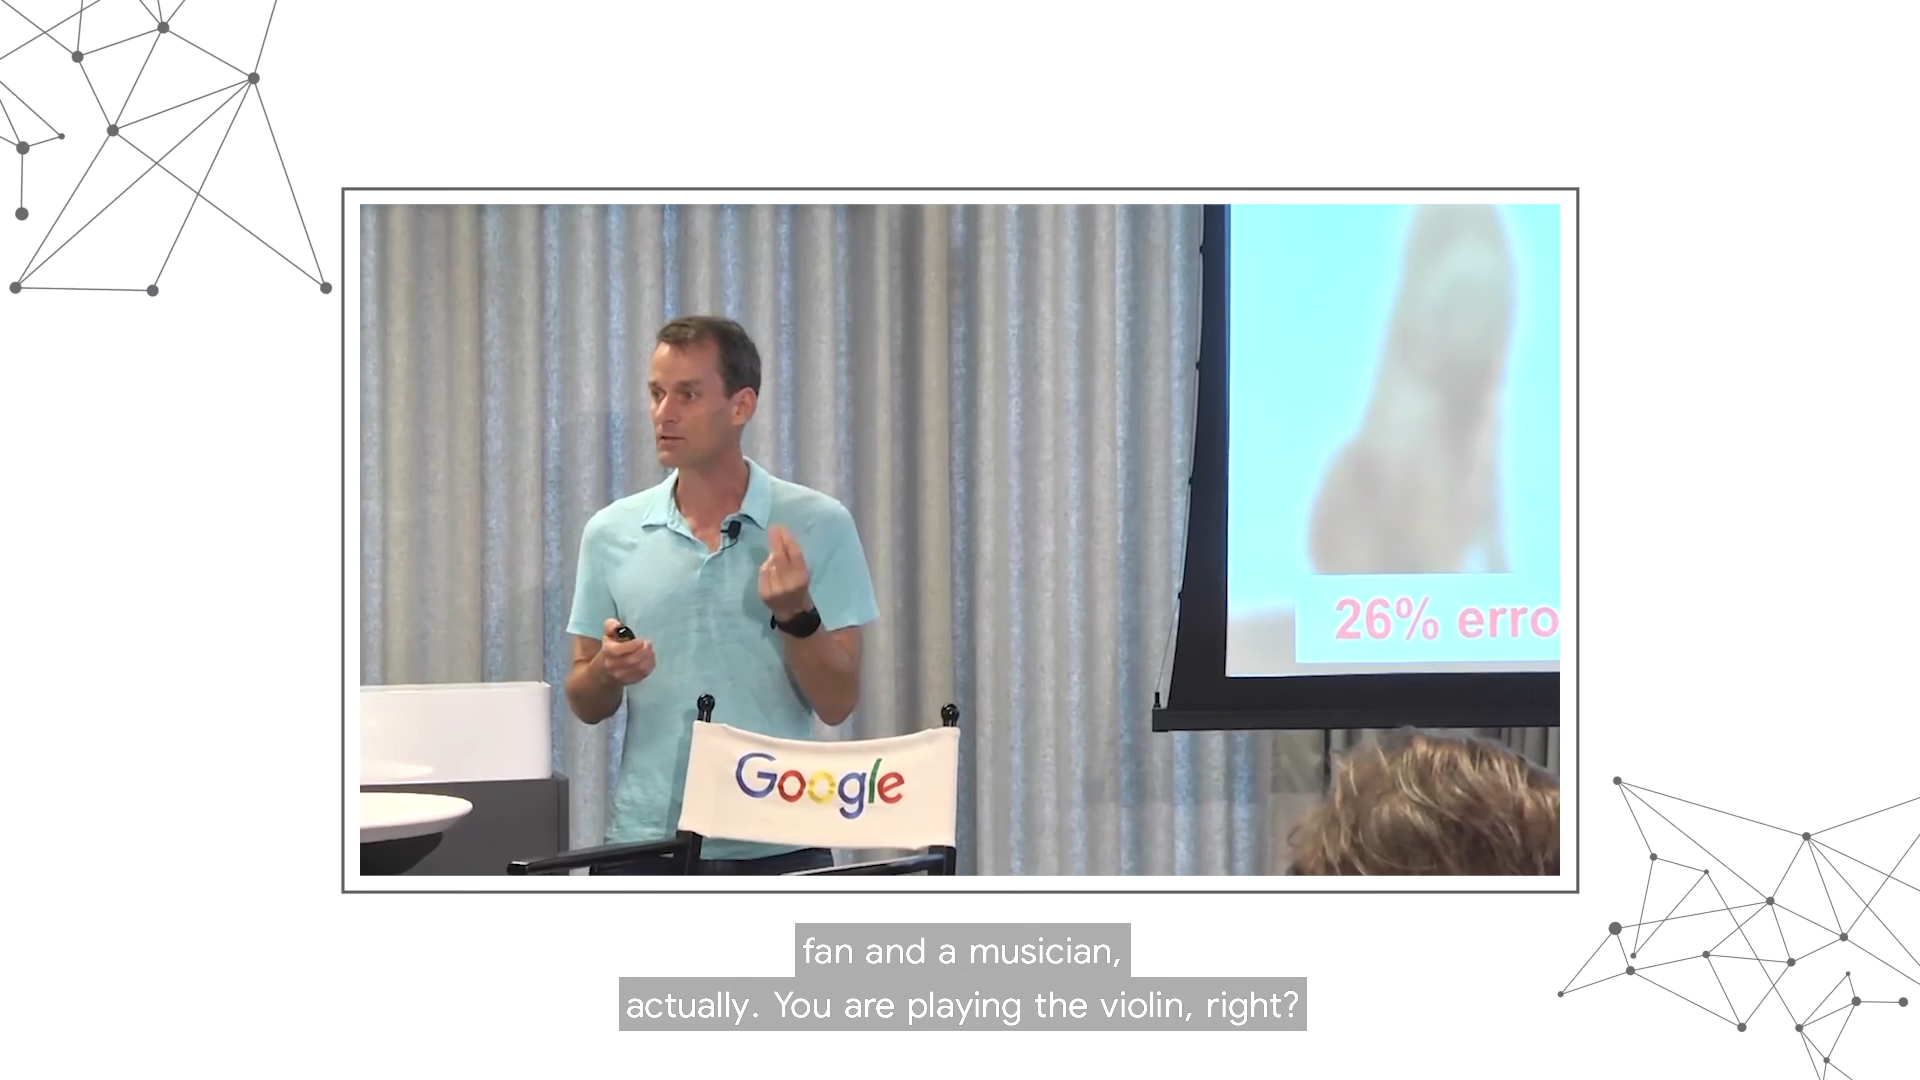 26% erro
Google
fan and a musician,
actually. You are playing the violin, right?